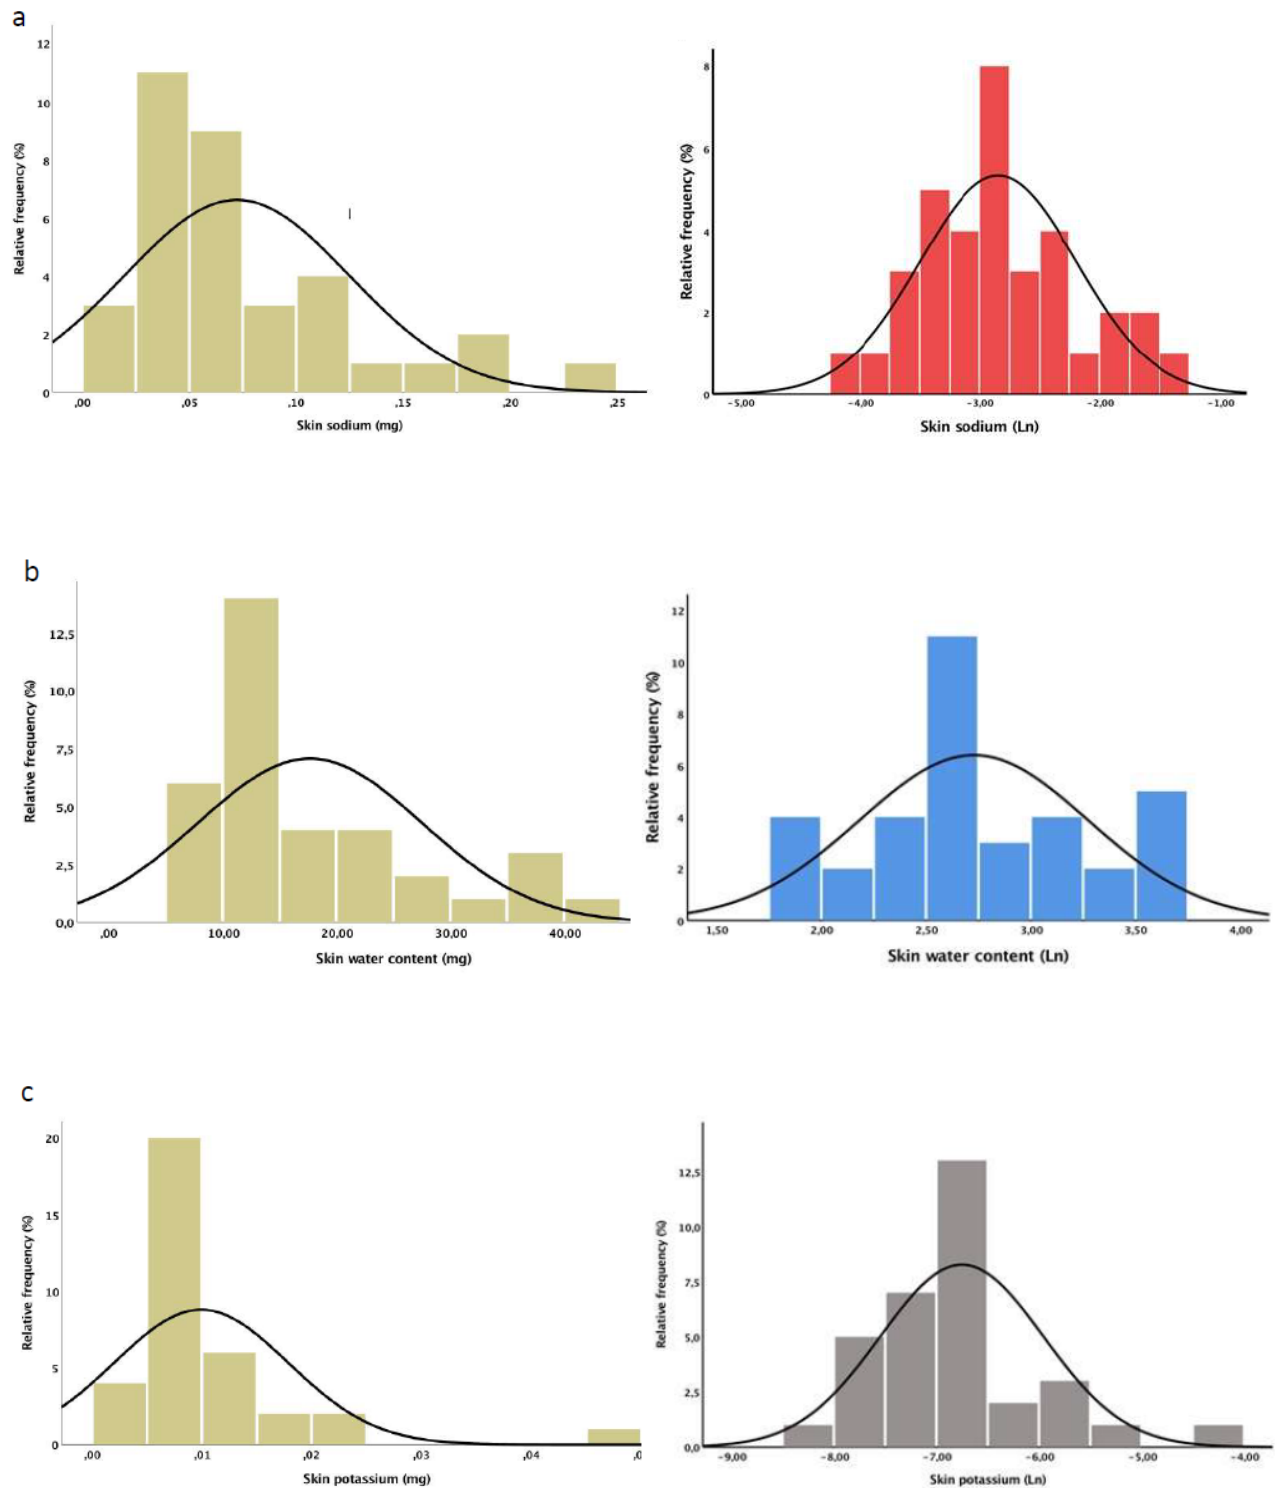 a
12
10
8
6
4
2
0
Relative frequency (%)
,00 ,05 ,10 ,15 ,20 ,25
Skin sodium (mg)
8
6
4
2
0
Relative frequency (%)
-5,00 -4,00 -3,00 -2,00 -1,00
Skin sodium (Ln)
b
12,5
10,0
7,5
5,0
2,5
0,0
Relative frequency (%)
,00 10,00 20,00 30,00 40,00
Skin water content (mg)
12
10
8
6
4
2
0
Relative frequency (%)
1,50 2,00 2,50 3,00 3,50 4,00
Skin water content (Ln)
c
20
15
10
5
0
Relative frequency (%)
,00 ,01 ,02 ,03 ,04 ,0
Skin potassium (mg)
12,5
10,0
7,5
5,0
2,5
0,0
Relative frequency (%)
-9,00 -8,00 -7,00 -6,00 -5,00 -4,00
Skin potassium (Ln)